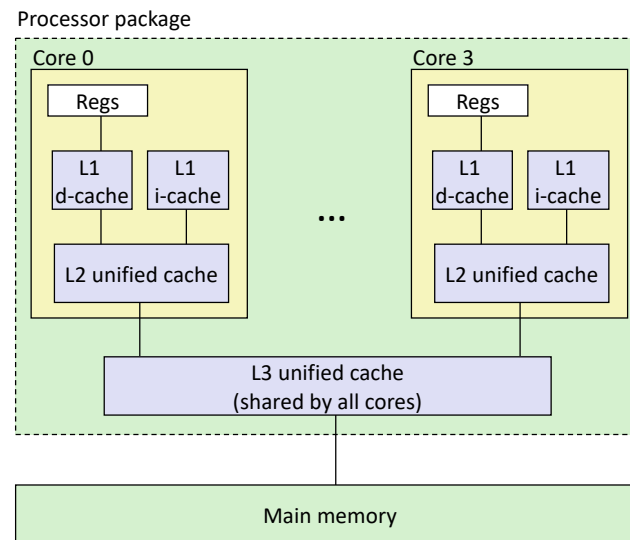 Processor package
Core 0
Regs
L1
d-cache
L1
i-cache
L2 unified cache
...
Core 3
Regs
L1
d-cache
L1
i-cache
L2 unified cache
L3 unified cache
(shared by all cores)
Main memory